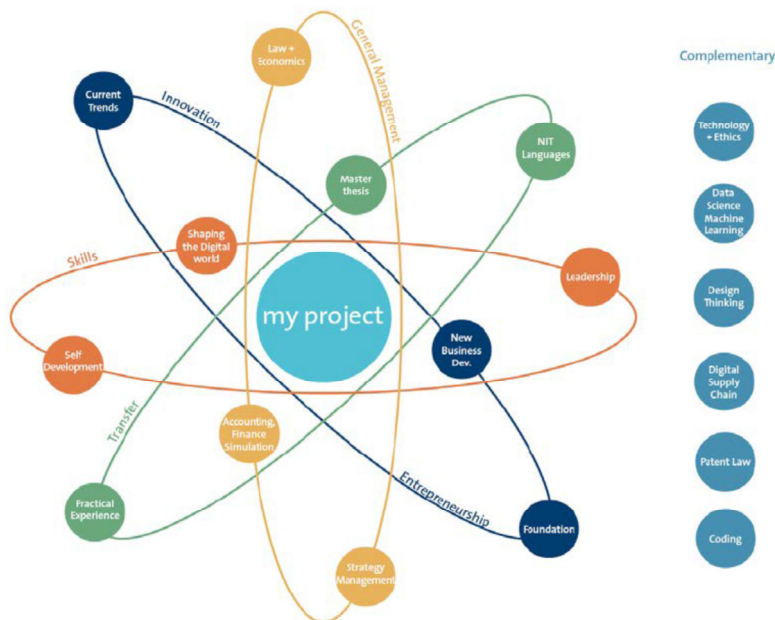 Law +
Economics
General Management
Complementary
Current
Trends
Innovation
Technology
+ Ethics
NIT
Languages
Master
thesis
Data
Science
Machine
Learning
Shaping
the Digital
world
Skills
Leadership
Design
Thinking
my project
New
Business
Dev.
Self
Development
Digital
Supply
Chain
Transfer
Accounting,
Finance
Simulation
Patent Law
Entrepreneurship
Practical
Experience
Foundation
Coding
Strategy
Management